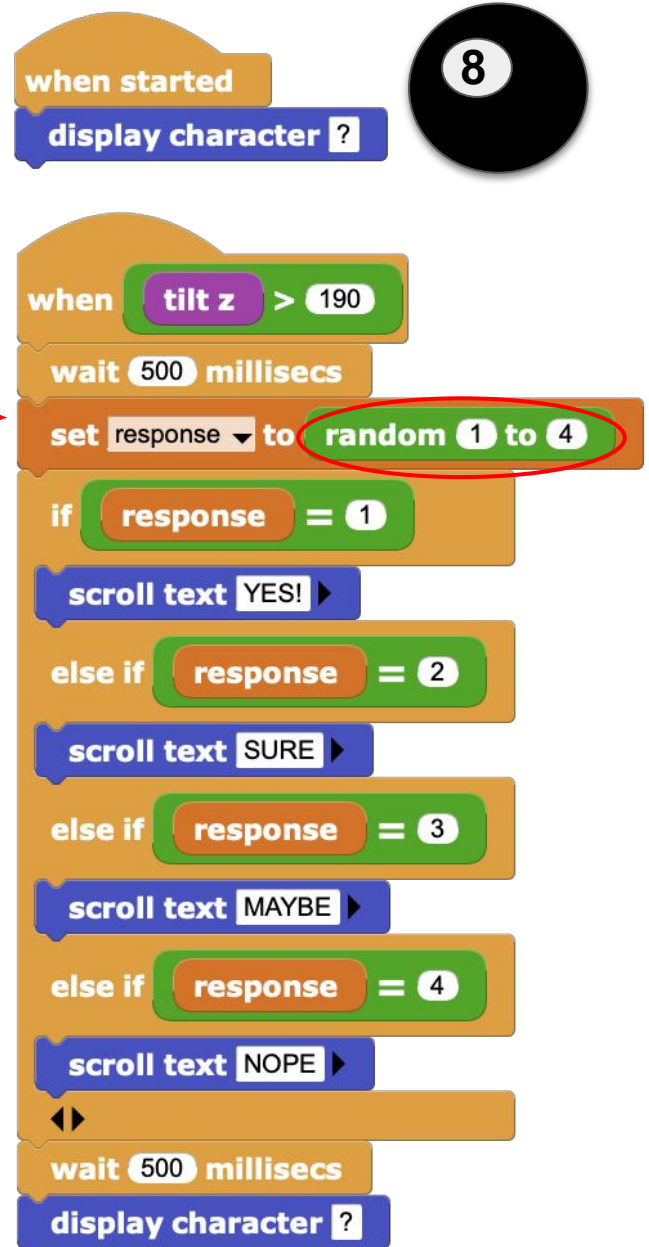 when started
8
display character ?
when tilt z > 190
wait 500 millisecs
set response to random 1 to 4
if response = 1
scroll text YES!
else if response = 2
scroll text SURE
else if response = 3
scroll text MAYBE
else if response = 4
scroll text NOPE
wait 500 millisecs
display character ?